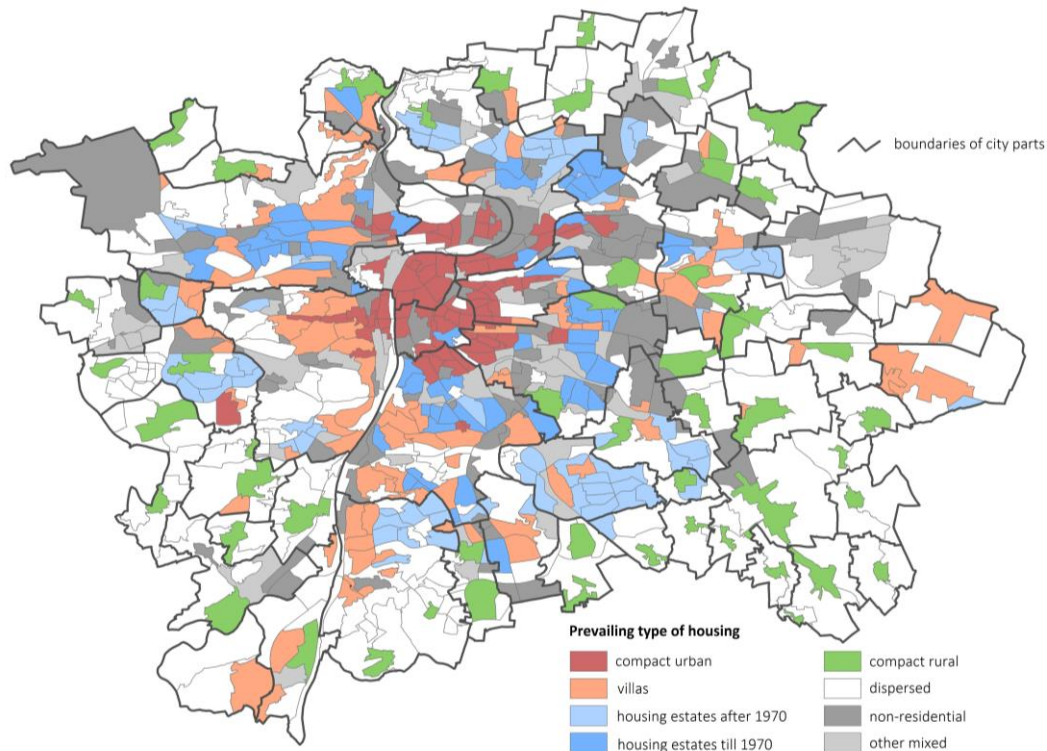 boundaries of city parts
Prevailing type of housing
compact urban
villas
housing estates after 1970
housing estates till 1970
compact rural
dispersed
non-residential
other mixed